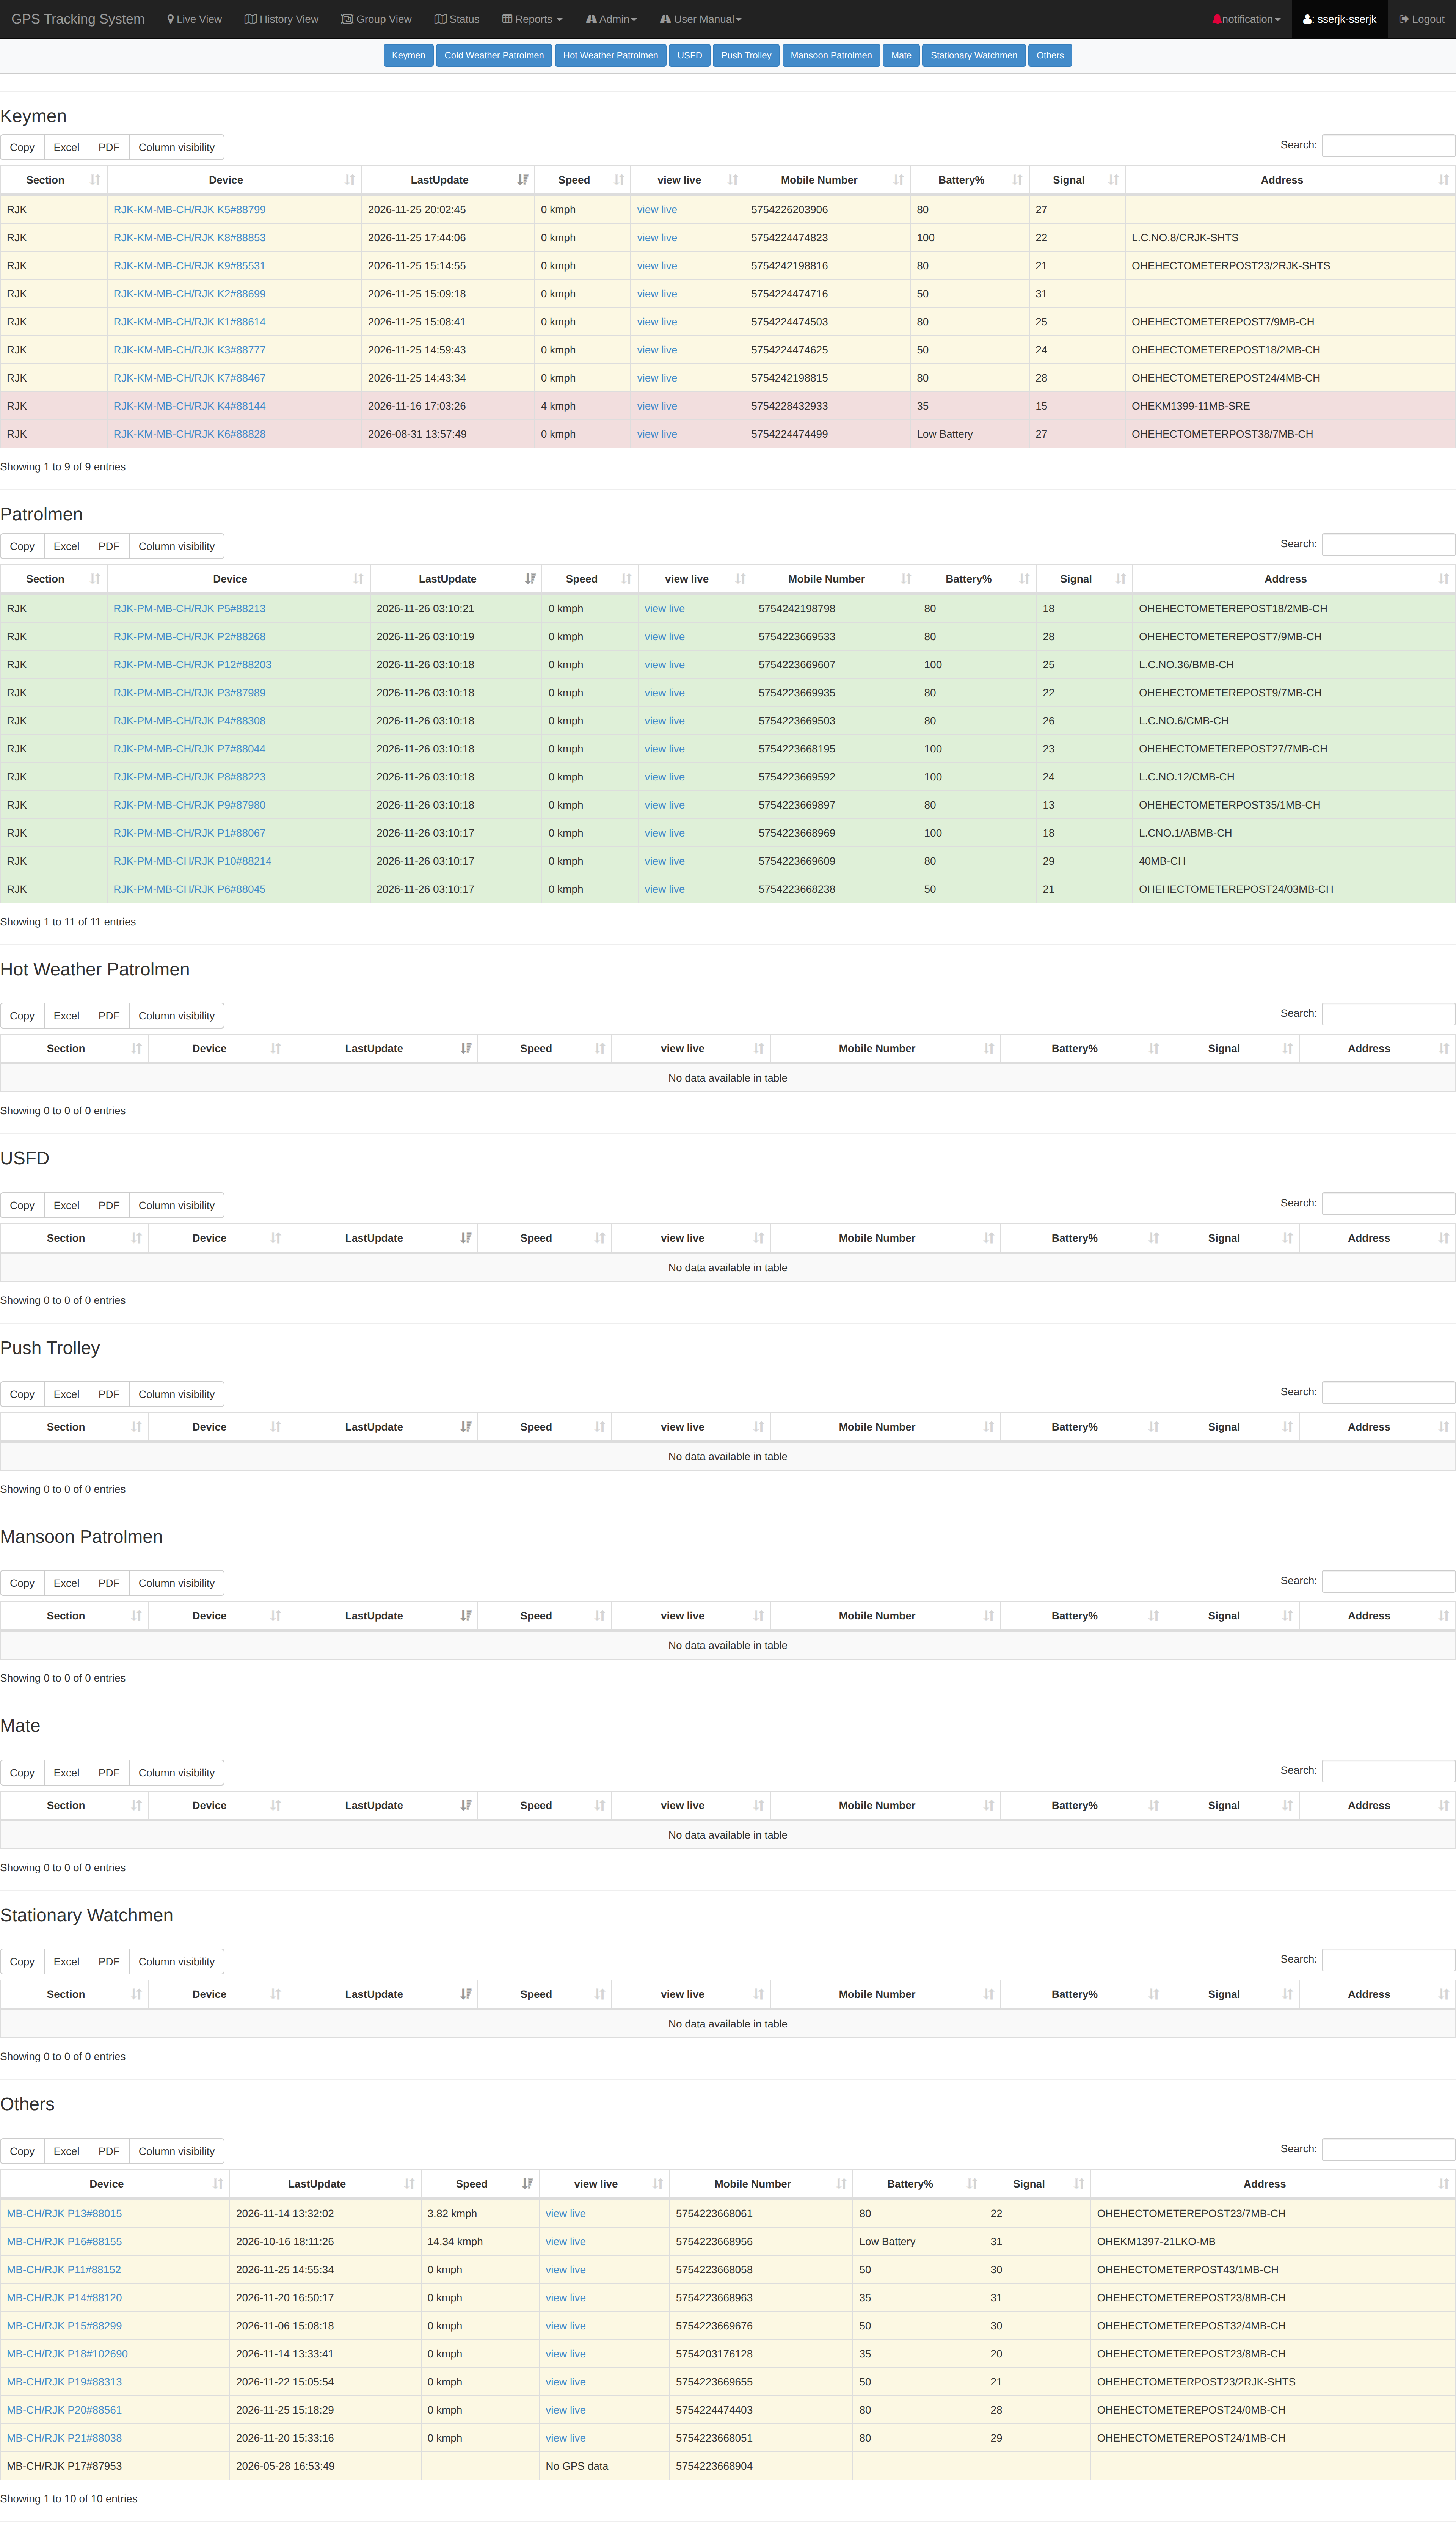 GPS Tracking System Live View History View Group View Status Reports Admin User Manual notification : sserjk-sserjk Logout
Keymen Cold Weather Patrolmen Hot Weather Patrolmen USFD Push Trolley Mansoon Patrolmen Mate Stationary Watchmen Others
Keymen
Copy Excel PDF Column visibility Search:
Section Device LastUpdate Speed view live Mobile Number Battery% Signal Address
RJK RJK-KM-MB-CH/RJK K5#88799 2026-11-25 20:02:45 0 kmph view live 5754226203906 80 27
RJK RJK-KM-MB-CH/RJK K8#88853 2026-11-25 17:44:06 0 kmph view live 5754224474823 100 22 L.C.NO.8/CRJK-SHTS
RJK RJK-KM-MB-CH/RJK K9#85531 2026-11-25 15:14:55 0 kmph view live 5754242198816 80 21 OHEHECTOMETERPOST23/2RJK-SHTS
RJK RJK-KM-MB-CH/RJK K2#88699 2026-11-25 15:09:18 0 kmph view live 5754224474716 50 31
RJK RJK-KM-MB-CH/RJK K1#88614 2026-11-25 15:08:41 0 kmph view live 5754224474503 80 25 OHEHECTOMETEREPOST7/9MB-CH
RJK RJK-KM-MB-CH/RJK K3#88777 2026-11-25 14:59:43 0 kmph view live 5754224474625 50 24 OHEHECTOMETEREPOST18/2MB-CH
RJK RJK-KM-MB-CH/RJK K7#88467 2026-11-25 14:43:34 0 kmph view live 5754242198815 80 28 OHEHECTOMETEREPOST24/4MB-CH
RJK RJK-KM-MB-CH/RJK K4#88144 2026-11-16 17:03:26 4 kmph view live 5754228432933 35 15 OHEKM1399-11MB-SRE
RJK RJK-KM-MB-CH/RJK K6#88828 2026-08-31 13:57:49 0 kmph view live 5754224474499 Low Battery 27 OHEHECTOMETERPOST38/7MB-CH
Showing 1 to 9 of 9 entries
Patrolmen
Copy Excel PDF Column visibility Search:
Section Device LastUpdate Speed view live Mobile Number Battery% Signal Address
RJK RJK-PM-MB-CH/RJK P5#88213 2026-11-26 03:10:21 0 kmph view live 5754242198798 80 18 OHEHECTOMETEREPOST18/2MB-CH
RJK RJK-PM-MB-CH/RJK P2#88268 2026-11-26 03:10:19 0 kmph view live 5754223669533 80 28 OHEHECTOMETEREPOST7/9MB-CH
RJK RJK-PM-MB-CH/RJK P12#88203 2026-11-26 03:10:18 0 kmph view live 5754223669607 100 25 L.C.NO.36/BMB-CH
RJK RJK-PM-MB-CH/RJK P3#87989 2026-11-26 03:10:18 0 kmph view live 5754223669935 80 22 OHEHECTOMETEREPOST9/7MB-CH
RJK RJK-PM-MB-CH/RJK P4#88308 2026-11-26 03:10:18 0 kmph view live 5754223669503 80 26 L.C.NO.6/CMB-CH
RJK RJK-PM-MB-CH/RJK P7#88044 2026-11-26 03:10:18 0 kmph view live 5754223668195 100 23 OHEHECTOMETEREPOST27/7MB-CH
RJK RJK-PM-MB-CH/RJK P8#88223 2026-11-26 03:10:18 0 kmph view live 5754223669592 100 24 L.C.NO.12/CMB-CH
RJK RJK-PM-MB-CH/RJK P9#87980 2026-11-26 03:10:18 0 kmph view live 5754223669897 80 13 OHEHECTOMETERPOST35/1MB-CH
RJK RJK-PM-MB-CH/RJK P1#88067 2026-11-26 03:10:17 0 kmph view live 5754223668969 100 18 L.CNO.1/ABMB-CH
RJK RJK-PM-MB-CH/RJK P10#88214 2026-11-26 03:10:17 0 kmph view live 5754223669609 80 29 40MB-CH
RJK RJK-PM-MB-CH/RJK P6#88045 2026-11-26 03:10:17 0 kmph view live 5754223668238 50 21 OHEHECTOMETEREPOST24/03MB-CH
Showing 1 to 11 of 11 entries
Hot Weather Patrolmen
Copy Excel PDF Column visibility Search:
Section Device LastUpdate Speed view live Mobile Number Battery% Signal Address
No data available in table
Showing 0 to 0 of 0 entries
USFD
Copy Excel PDF Column visibility Search:
Section Device LastUpdate Speed view live Mobile Number Battery% Signal Address
No data available in table
Showing 0 to 0 of 0 entries
Push Trolley
Copy Excel PDF Column visibility Search:
Section Device LastUpdate Speed view live Mobile Number Battery% Signal Address
No data available in table
Showing 0 to 0 of 0 entries
Mansoon Patrolmen
Copy Excel PDF Column visibility Search:
Section Device LastUpdate Speed view live Mobile Number Battery% Signal Address
No data available in table
Showing 0 to 0 of 0 entries
Mate
Copy Excel PDF Column visibility Search:
Section Device LastUpdate Speed view live Mobile Number Battery% Signal Address
No data available in table
Showing 0 to 0 of 0 entries
Stationary Watchmen
Copy Excel PDF Column visibility Search:
Section Device LastUpdate Speed view live Mobile Number Battery% Signal Address
No data available in table
Showing 0 to 0 of 0 entries
Others
Copy Excel PDF Column visibility Search:
Device LastUpdate Speed view live Mobile Number Battery% Signal Address
MB-CH/RJK P13#88015 2026-11-14 13:32:02 3.82 kmph view live 5754223668061 80 22 OHEHECTOMETEREPOST23/7MB-CH
MB-CH/RJK P16#88155 2026-10-16 18:11:26 14.34 kmph view live 5754223668956 Low Battery 31 OHEKM1397-21LKO-MB
MB-CH/RJK P11#88152 2026-11-25 14:55:34 0 kmph view live 5754223668058 50 30 OHEHECTOMETERPOST43/1MB-CH
MB-CH/RJK P14#88120 2026-11-20 16:50:17 0 kmph view live 5754223668963 35 31 OHEHECTOMETEREPOST23/8MB-CH
MB-CH/RJK P15#88299 2026-11-06 15:08:18 0 kmph view live 5754223669676 50 30 OHEHECTOMETEREPOST32/4MB-CH
MB-CH/RJK P18#102690 2026-11-14 13:33:41 0 kmph view live 5754203176128 35 20 OHEHECTOMETEREPOST23/8MB-CH
MB-CH/RJK P19#88313 2026-11-22 15:05:54 0 kmph view live 5754223669655 50 21 OHEHECTOMETERPOST23/2RJK-SHTS
MB-CH/RJK P20#88561 2026-11-25 15:18:29 0 kmph view live 5754224474403 80 28 OHEHECTOMETEREPOST24/0MB-CH
MB-CH/RJK P21#88038 2026-11-20 15:33:16 0 kmph view live 5754223668051 80 29 OHEHECTOMETEREPOST24/1MB-CH
MB-CH/RJK P17#87953 2026-05-28 16:53:49 No GPS data 5754223668904
Showing 1 to 10 of 10 entries